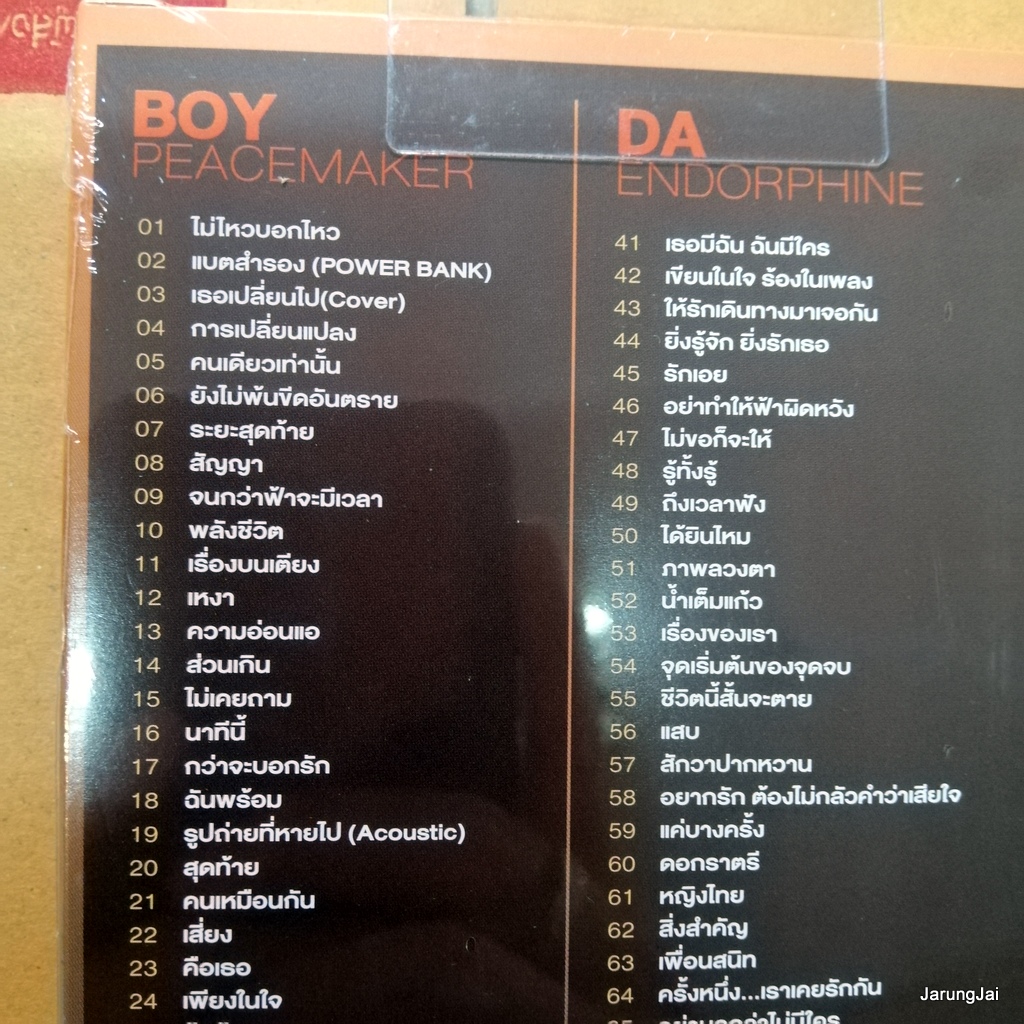 BOY
PEACEMAKER
01 ไม่ไหวบอกไหว
02 แบตสำรอง (POWER BANK)
03 เธอเปลี่ยนไป(Cover)
04 การเปลี่ยนแปลง
05 คนเดียวเท่านั้น
06 ยังไม่พ้นขีดอันตราย
07 ระยะสุดท้าย
08 สัญญา
09 จนกว่าฟ้าจะมีเวลา
10 พลังชีวิต
11 เรื่องบนเตียง
12 เหงา
13 ความอ่อนแอ
14 ส่วนเกิน
15 ไม่เคยถาม
16 นาทีนี้
17 กว่าจะบอกรัก
18 ฉันพร้อม
19 รูปถ่ายที่หายไป (Acoustic)
20 สุดท้าย
21 คนเหมือนกัน
22 เสี่ยง
23 คือเธอ
24 เพียงในใจ
DA
ENDORPHINE
41 เธอมีฉัน ฉันมีใคร
42 เขียนในใจ ร้องในเพลง
43 ให้รักเดินทางมาเจอกัน
44 ยิ่งรู้จัก ยิ่งรักเธอ
45 รักเอย
46 อย่าทำให้ฟ้าผิดหวัง
47 ไม่ขอก็จะให้
48 รู้ทั้งรู้
49 ถึงเวลาฟัง
50 ได้ยินไหม
51 ภาพลวงตา
52 น้ำเต็มแก้ว
53 เรื่องของเรา
54 จุดเริ่มต้นของจุดจบ
55 ชีวิตนี้สั้นจะตาย
56 แสบ
57 สักวาปากหวาน
58 อยากรัก ต้องไม่กลัวคำว่าเสียใจ
59 แค่บางครั้ง
60 ดอกราตรี
61 หญิงไทย
62 สิ่งสำคัญ
63 เพื่อนสนิท
64 ครั้งหนึ่ง...เราเคยรักกัน
JarungJai